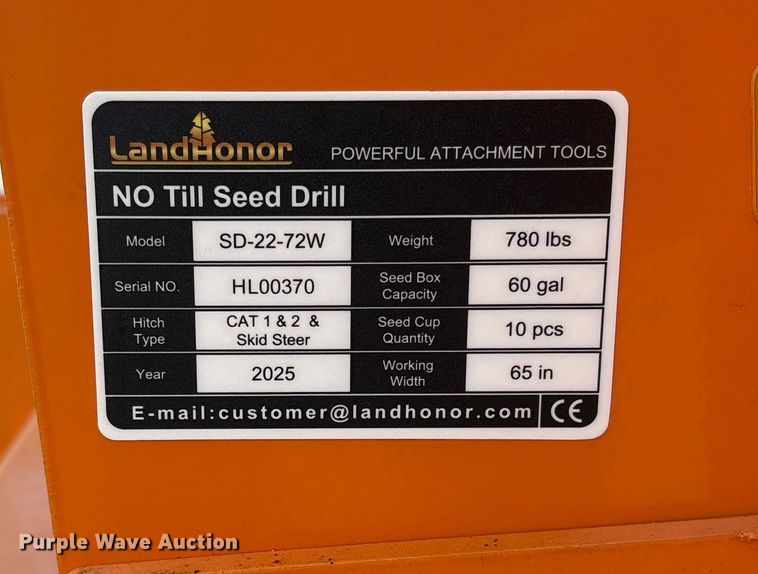 LandHonor POWERFUL ATTACHMENT TOOLS
NO Till Seed Drill
Model SD-22-72W Weight 780 lbs
Serial NO. HL00370 Seed Box Capacity 60 gal
Hitch Type CAT 1 & 2 & Skid Steer Seed Cup Quantity 10 pcs
Year 2025 Working Width 65 in
E-mail:customer@landhonor.com CE
Purple Wave Auction